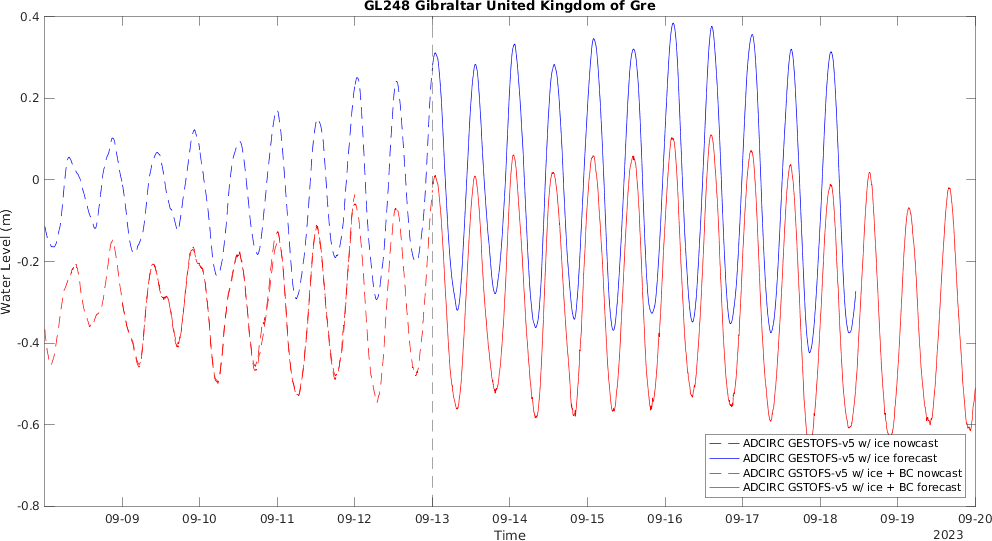 GL248 Gibraltar United Kingdom of Gre
0.4
0.2
0
-0.2
-0.4
-0.6
-0.8
Water Level (m)
ADCIRC GESTOFS-v5 w/ ice nowcast
ADCIRC GESTOFS-v5 w/ ice forecast
ADCIRC GSTOFS-v5 w/ ice + BC nowcast
ADCIRC GSTOFS-v5 w/ ice + BC forecast
09-09 09-10 09-11 09-12 09-13 09-14 09-15 09-16 09-17 09-18 09-19 09-20
Time 2023